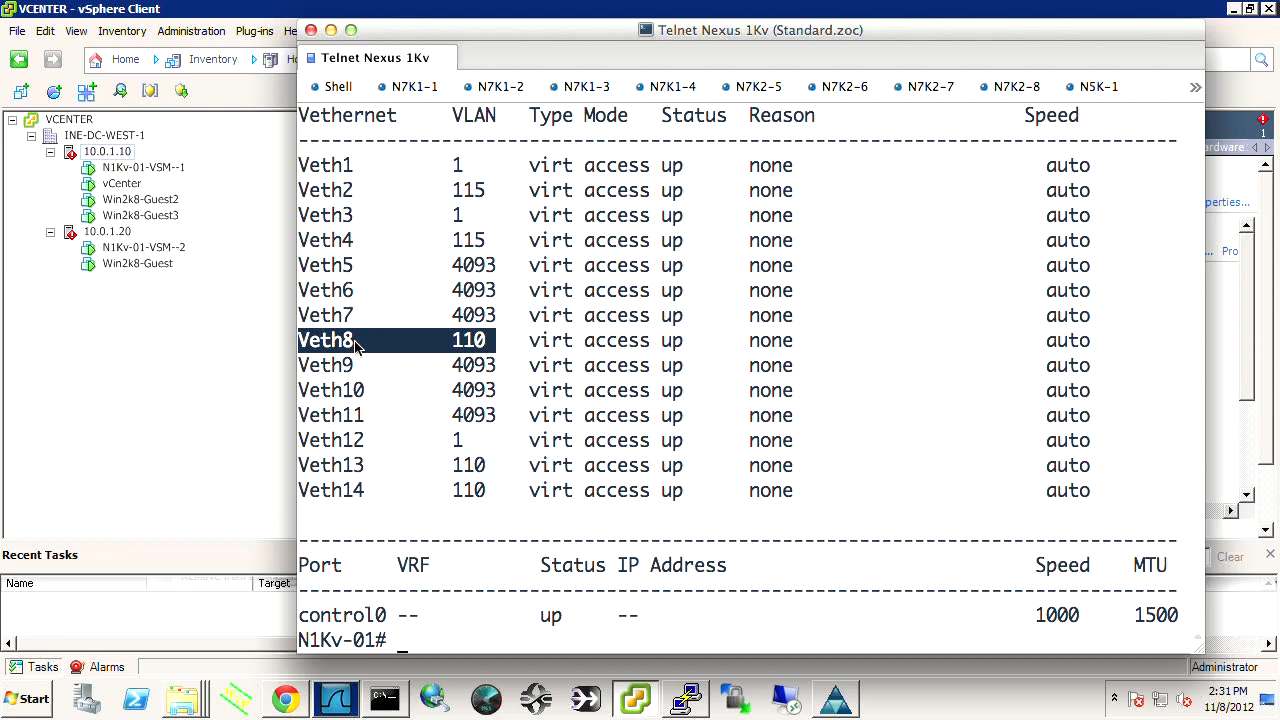 VCENTER - vSphere Client
File Edit View Inventory Administration Plug-ins
Home Inventory
VCENTER
INE-DC-WEST-1
10.0.1.10
N1Kv-01-VSM--1
vCenter
Win2k8-Guest2
Win2k8-Guest3
10.0.1.20
N1Kv-01-VSM--2
Win2k8-Guest
Telnet Nexus 1Kv (Standard.zoc)
Telnet Nexus 1Kv
Shell N7K1-1 N7K1-2 N7K1-3 N7K1-4 N7K2-5 N7K2-6 N7K2-7 N7K2-8 N5K-1 »
Vethernet VLAN Type Mode Status Reason Speed
--------------------------------------------------------------------------------
Veth1 1 virt access up none auto
Veth2 115 virt access up none auto
Veth3 1 virt access up none auto
Veth4 115 virt access up none auto
Veth5 4093 virt access up none auto
Veth6 4093 virt access up none auto
Veth7 4093 virt access up none auto
Veth8 110 virt access up none auto
Veth9 4093 virt access up none auto
Veth10 4093 virt access up none auto
Veth11 4093 virt access up none auto
Veth12 1 virt access up none auto
Veth13 110 virt access up none auto
Veth14 110 virt access up none auto
--------------------------------------------------------------------------------
Port VRF Status IP Address Speed MTU
--------------------------------------------------------------------------------
control0 -- up -- 1000 1500
N1Kv-01#
1
ardware
perties...
Pro
Recent Tasks
Clear
Name Target
Tasks Alarms
Administrator
Start
2:31 PM
11/8/2012